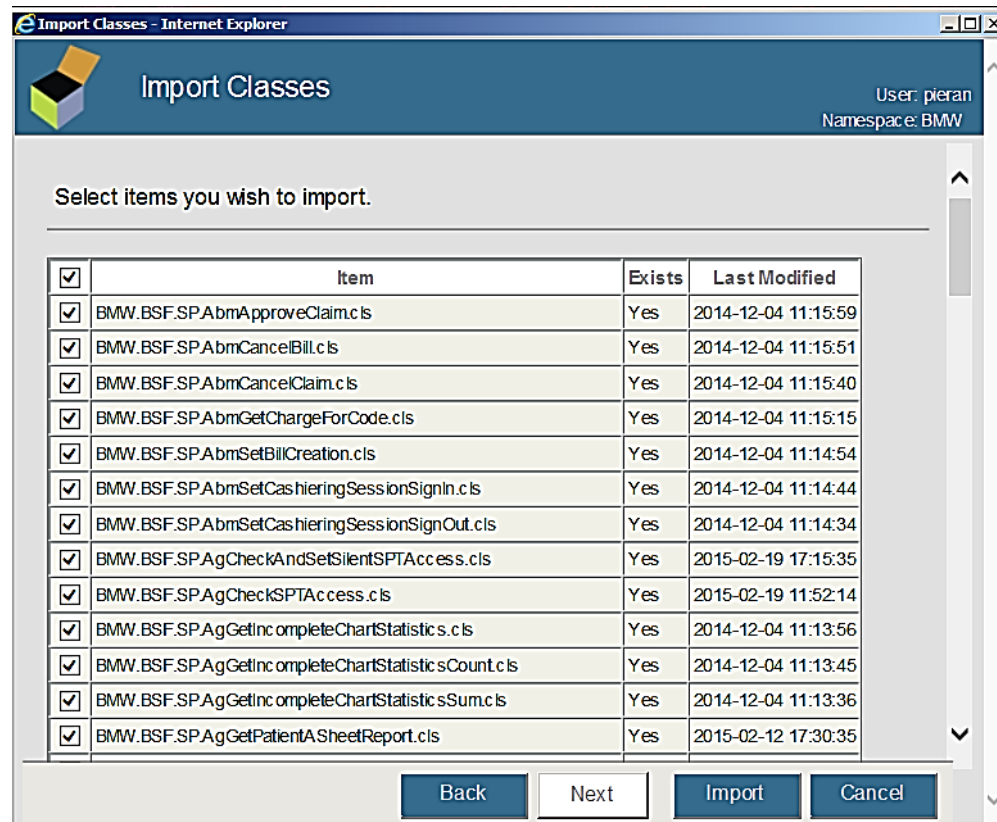 Import Classes - Internet Explorer
Import Classes
User: pieran
Namespace: BMW
Select items you wish to import.
Item Exists Last Modified
BMW.BSF.SP.AbmApproveClaim.cls Yes 2014-12-04 11:15:59
BMW.BSF.SP.AbmCancelBill.cls Yes 2014-12-04 11:15:51
BMW.BSF.SP.AbmCancelClaim.cls Yes 2014-12-04 11:15:40
BMW.BSF.SP.AbmGetChargeForCode.cls Yes 2014-12-04 11:15:15
BMW.BSF.SP.AbmSetBillCreation.cls Yes 2014-12-04 11:14:54
BMW.BSF.SP.AbmSetCashieringSessionSignIn.cls Yes 2014-12-04 11:14:44
BMW.BSF.SP.AbmSetCashieringSessionSignOut.cls Yes 2014-12-04 11:14:34
BMW.BSF.SP.AgCheckAndSetSilentSPTAccess.cls Yes 2015-02-19 17:15:35
BMW.BSF.SP.AgCheckSPTAccess.cls Yes 2015-02-19 11:52:14
BMW.BSF.SP.AgGetIncompleteChartStatistics.cls Yes 2014-12-04 11:13:56
BMW.BSF.SP.AgGetIncompleteChartStatisticsCount.cls Yes 2014-12-04 11:13:45
BMW.BSF.SP.AgGetIncompleteChartStatisticsSum.cls Yes 2014-12-04 11:13:36
BMW.BSF.SP.AgGetPatientASheetReport.cls Yes 2015-02-12 17:30:35
Back Next Import Cancel